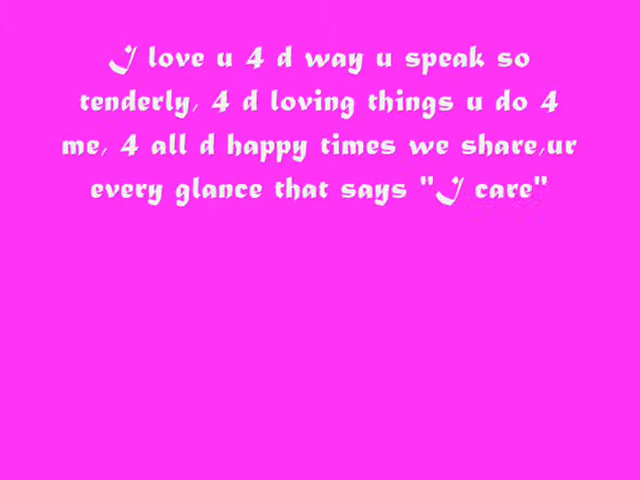 I love u 4 d way u speak so
tenderly, 4 d loving things u do 4
me, 4 all d happy times we share,ur
every glance that says "I care"